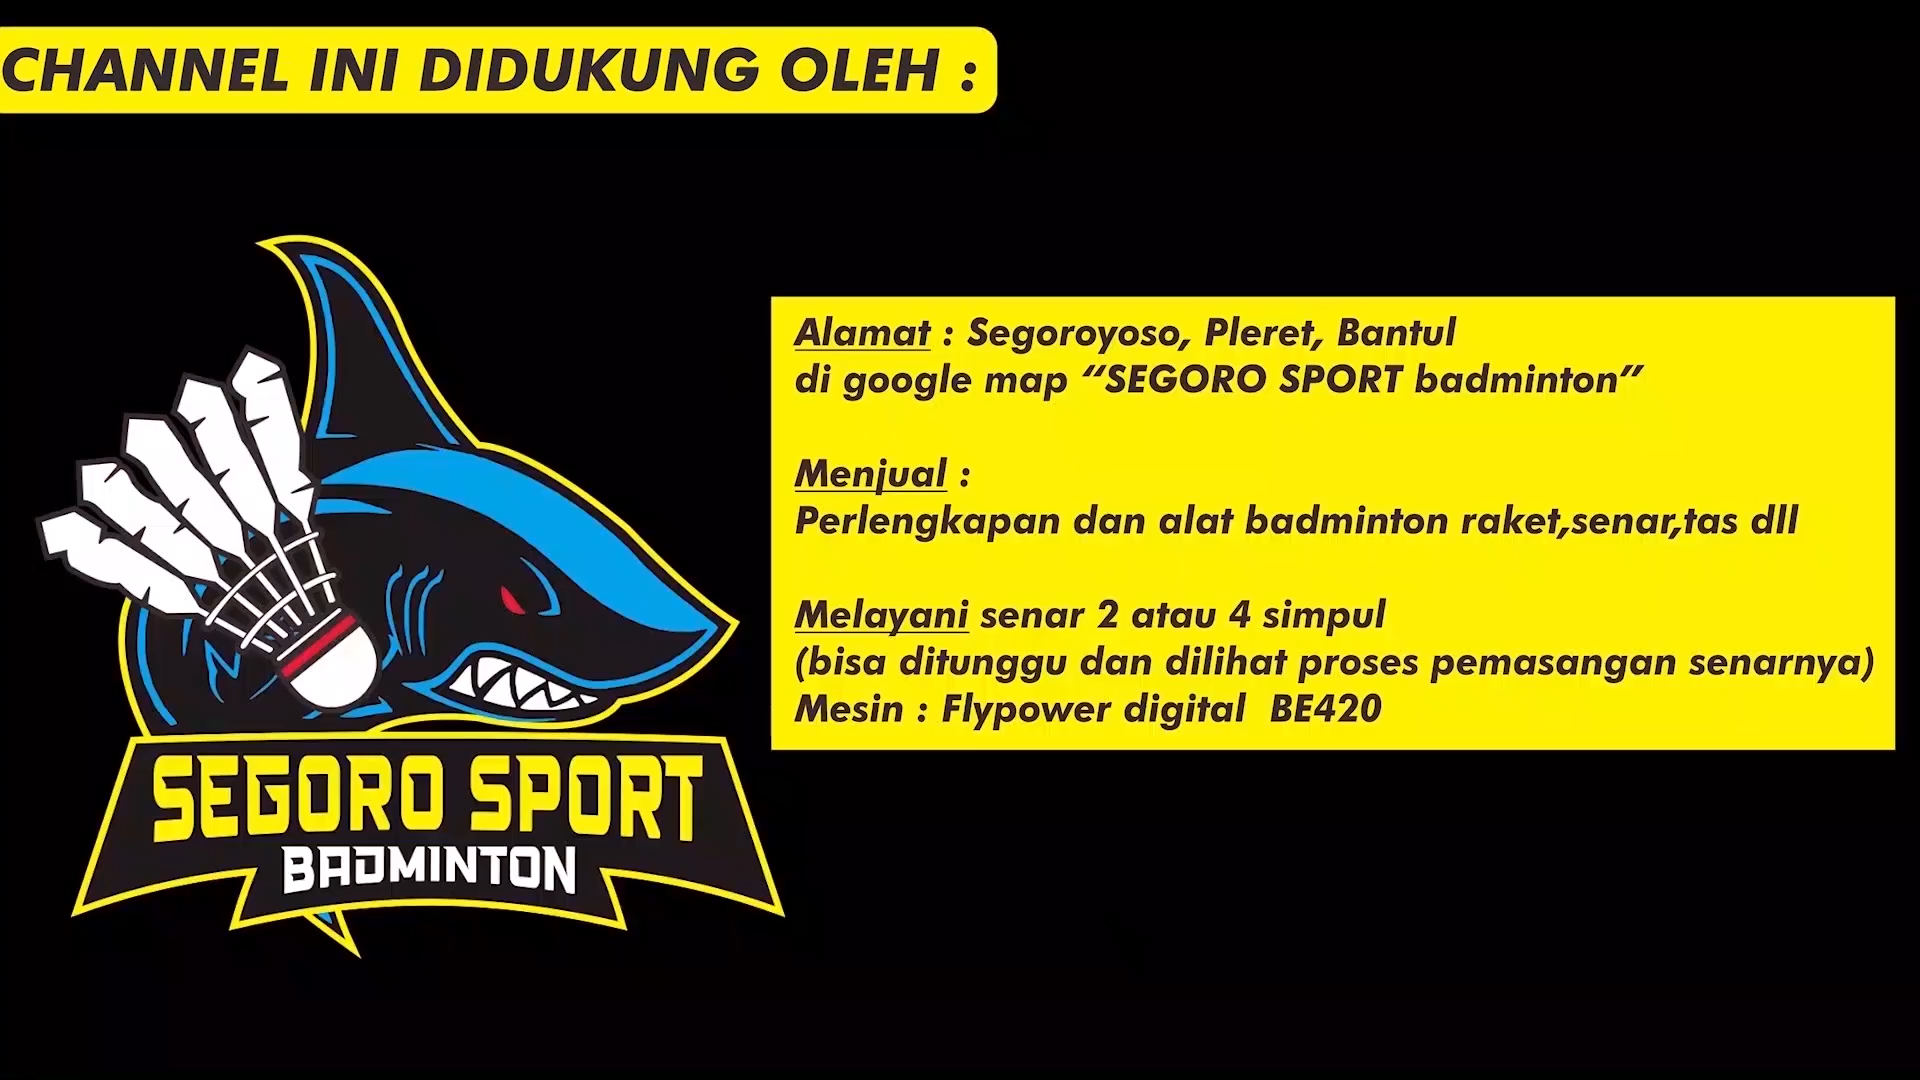 CHANNEL INI DIDUKUNG OLEH :
Alamat : Segoroyoso, Pleret, Bantul
di google map “SEGORO SPORT badminton”
Menjual :
Perlengkapan dan alat badminton raket,senar,tas dll
Melayani senar 2 atau 4 simpul
(bisa ditunggu dan dilihat proses pemasangan senarnya)
Mesin : Flypower digital BE420
SEGORO SPORT
BADMINTON